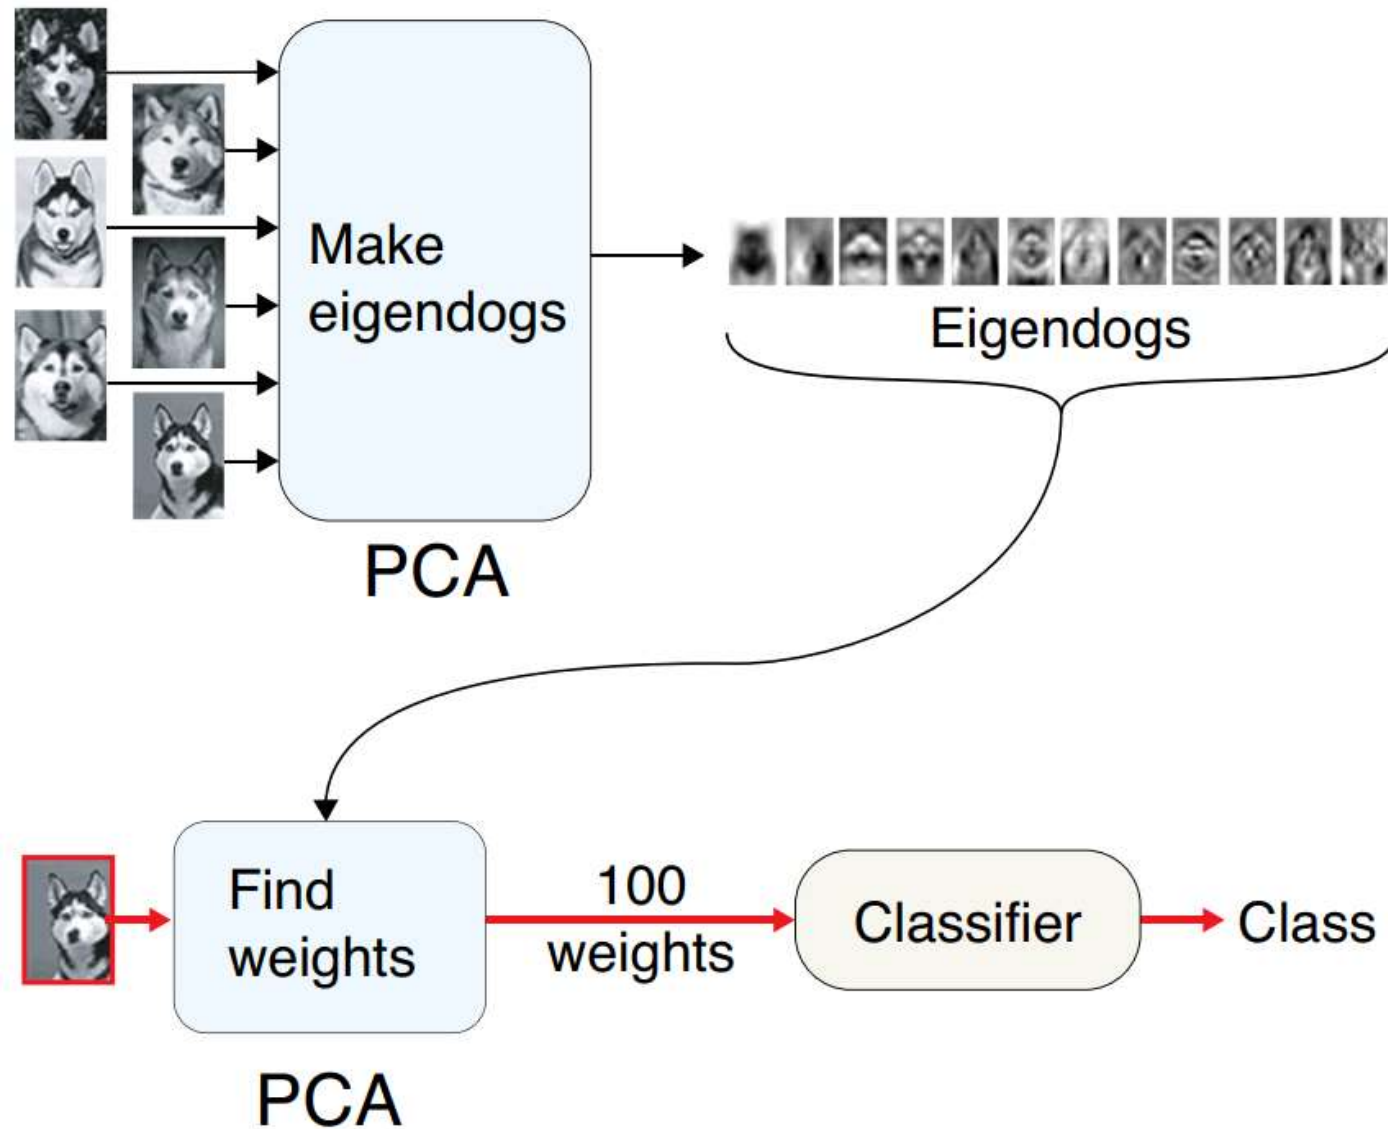 Make
eigendogs
Eigendogs
PCA
Find
weights
100
weights
Classifier
Class
PCA